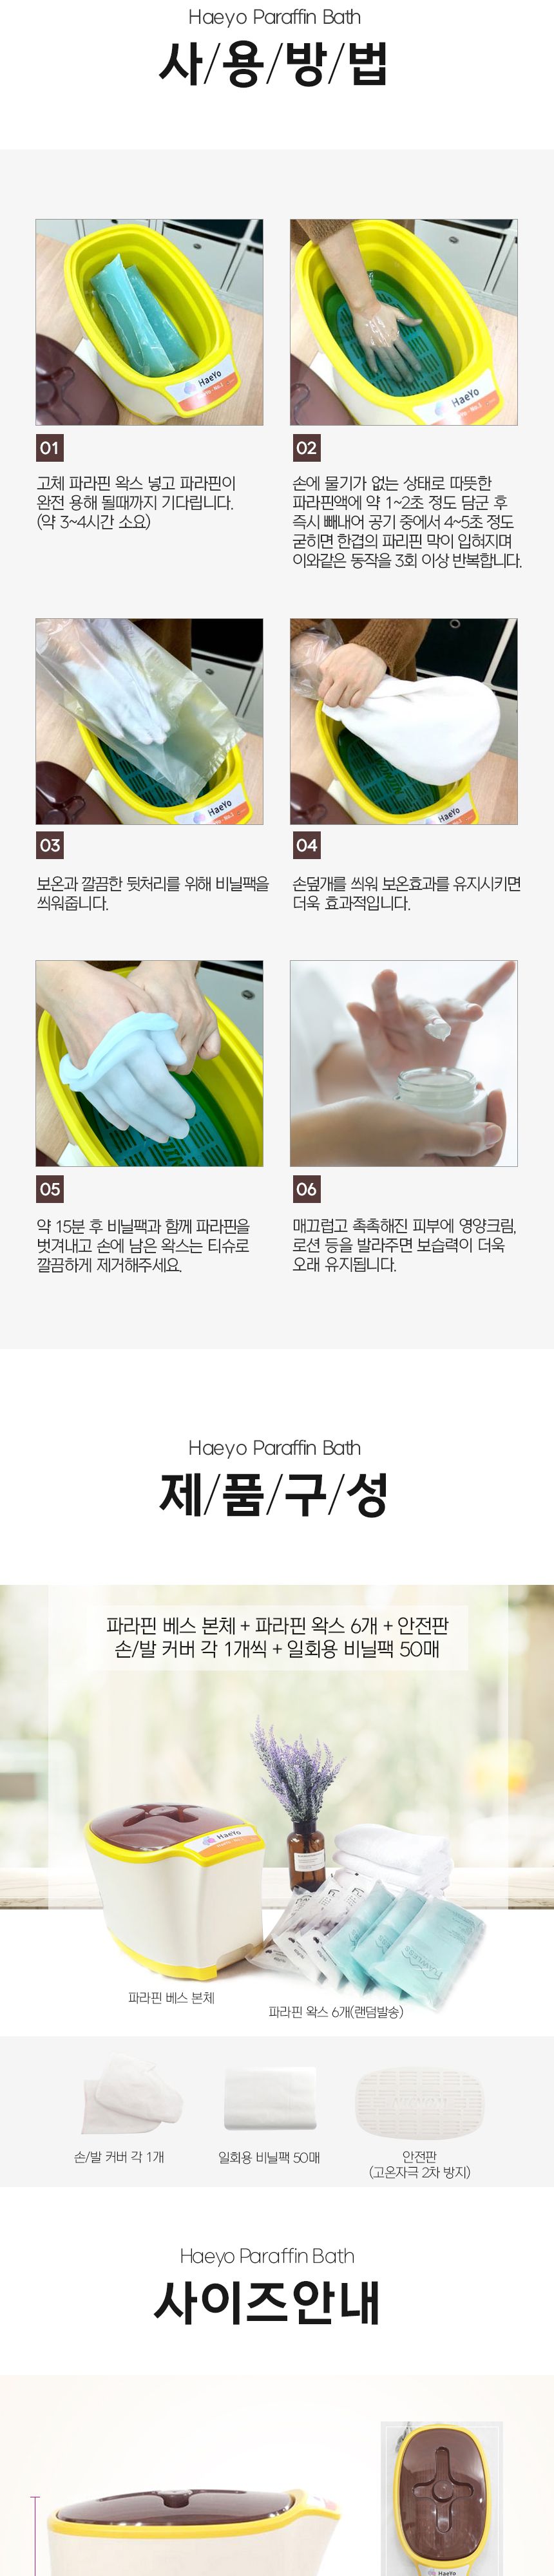 Haeyo Paraffin Bath
사/용/방/법
HaeYo
HaeYo
01
02
고체 파라핀 왁스 넣고 파라핀이
완전 용해 될때까지 기다립니다.
(약 3~4시간 소요)
손에 물기가 없는 상태로 따뜻한
파라핀액에 약 1~2초 정도 담군 후
즉시 빼내어 공기 중에서 4~5초 정도
굳히면 한겹의 파리핀 막이 입혀지며
이와같은 동작을 3회 이상 반복합니다.
HaeYo
HaeYo
03
04
보온과 깔끔한 뒷처리를 위해 비닐팩을
씌워줍니다.
손덮개를 씌워 보온효과를 유지시키면
더욱 효과적입니다.
05
06
약 15분 후 비닐팩과 함께 파라핀을
벗겨내고 손에 남은 왁스는 티슈로
깔끔하게 제거해주세요.
매끄럽고 촉촉해진 피부에 영양크림,
로션 등을 발라주면 보습력이 더욱
오래 유지됩니다.
Haeyo Paraffin Bath
제/품/구/성
파라핀 베스 본체 + 파라핀 왁스 6개 + 안전판
손/발 커버 각 1개씩 + 일회용 비닐팩 50매
HaeYo
파라핀 베스 본체
파라핀 왁스 6개(랜덤발송)
손/발 커버 각 1개
일회용 비닐팩 50매
안전판
(고온자극 2차 방지)
Haeyo Paraffin Bath
사이즈안내
HaeYo